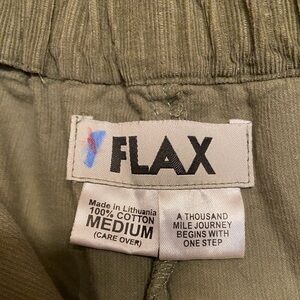 FLAX
Made in Lithuania
100% COTTON
MEDIUM
(CARE OVER)
A THOUSAND
MILE JOURNEY
BEGINS WITH
ONE STEP